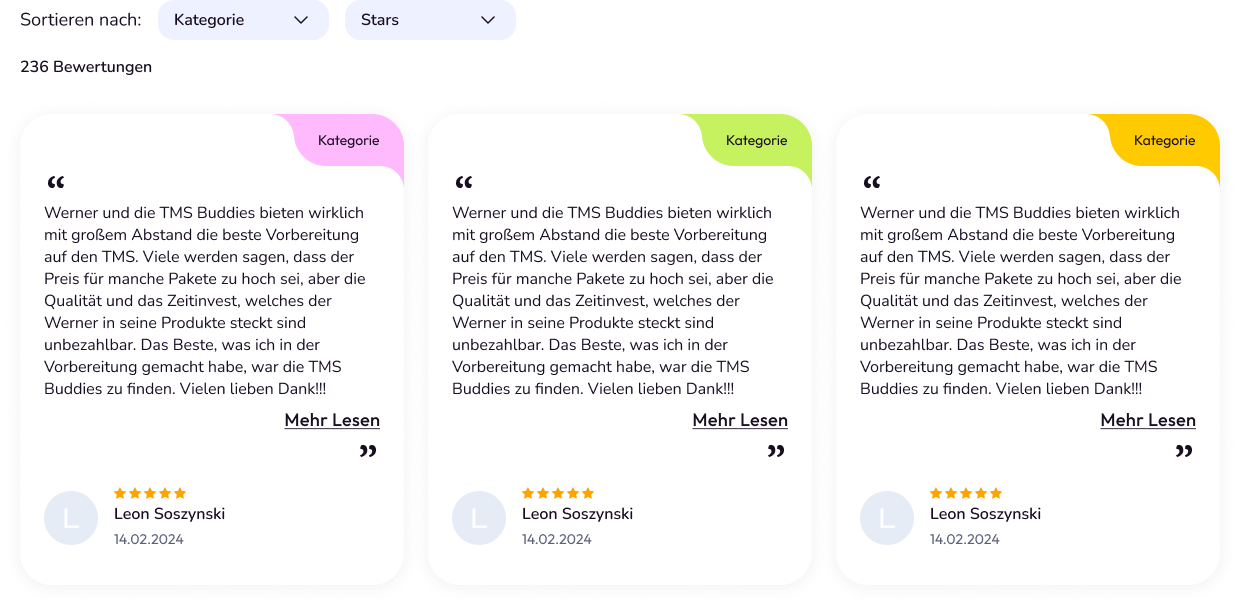 Sortieren nach: Kategorie Stars
236 Bewertungen
Kategorie
“
Werner und die TMS Buddies bieten wirklich
mit großem Abstand die beste Vorbereitung
auf den TMS. Viele werden sagen, dass der
Preis für manche Pakete zu hoch sei, aber die
Qualität und das Zeitinvest, welches der
Werner in seine Produkte steckt sind
unbezahlbar. Das Beste, was ich in der
Vorbereitung gemacht habe, war die TMS
Buddies zu finden. Vielen lieben Dank!!!
Mehr Lesen
”
L
Leon Soszynski
14.02.2024
Kategorie
“
Werner und die TMS Buddies bieten wirklich
mit großem Abstand die beste Vorbereitung
auf den TMS. Viele werden sagen, dass der
Preis für manche Pakete zu hoch sei, aber die
Qualität und das Zeitinvest, welches der
Werner in seine Produkte steckt sind
unbezahlbar. Das Beste, was ich in der
Vorbereitung gemacht habe, war die TMS
Buddies zu finden. Vielen lieben Dank!!!
Mehr Lesen
”
L
Leon Soszynski
14.02.2024
Kategorie
“
Werner und die TMS Buddies bieten wirklich
mit großem Abstand die beste Vorbereitung
auf den TMS. Viele werden sagen, dass der
Preis für manche Pakete zu hoch sei, aber die
Qualität und das Zeitinvest, welches der
Werner in seine Produkte steckt sind
unbezahlbar. Das Beste, was ich in der
Vorbereitung gemacht habe, war die TMS
Buddies zu finden. Vielen lieben Dank!!!
Mehr Lesen
”
L
Leon Soszynski
14.02.2024